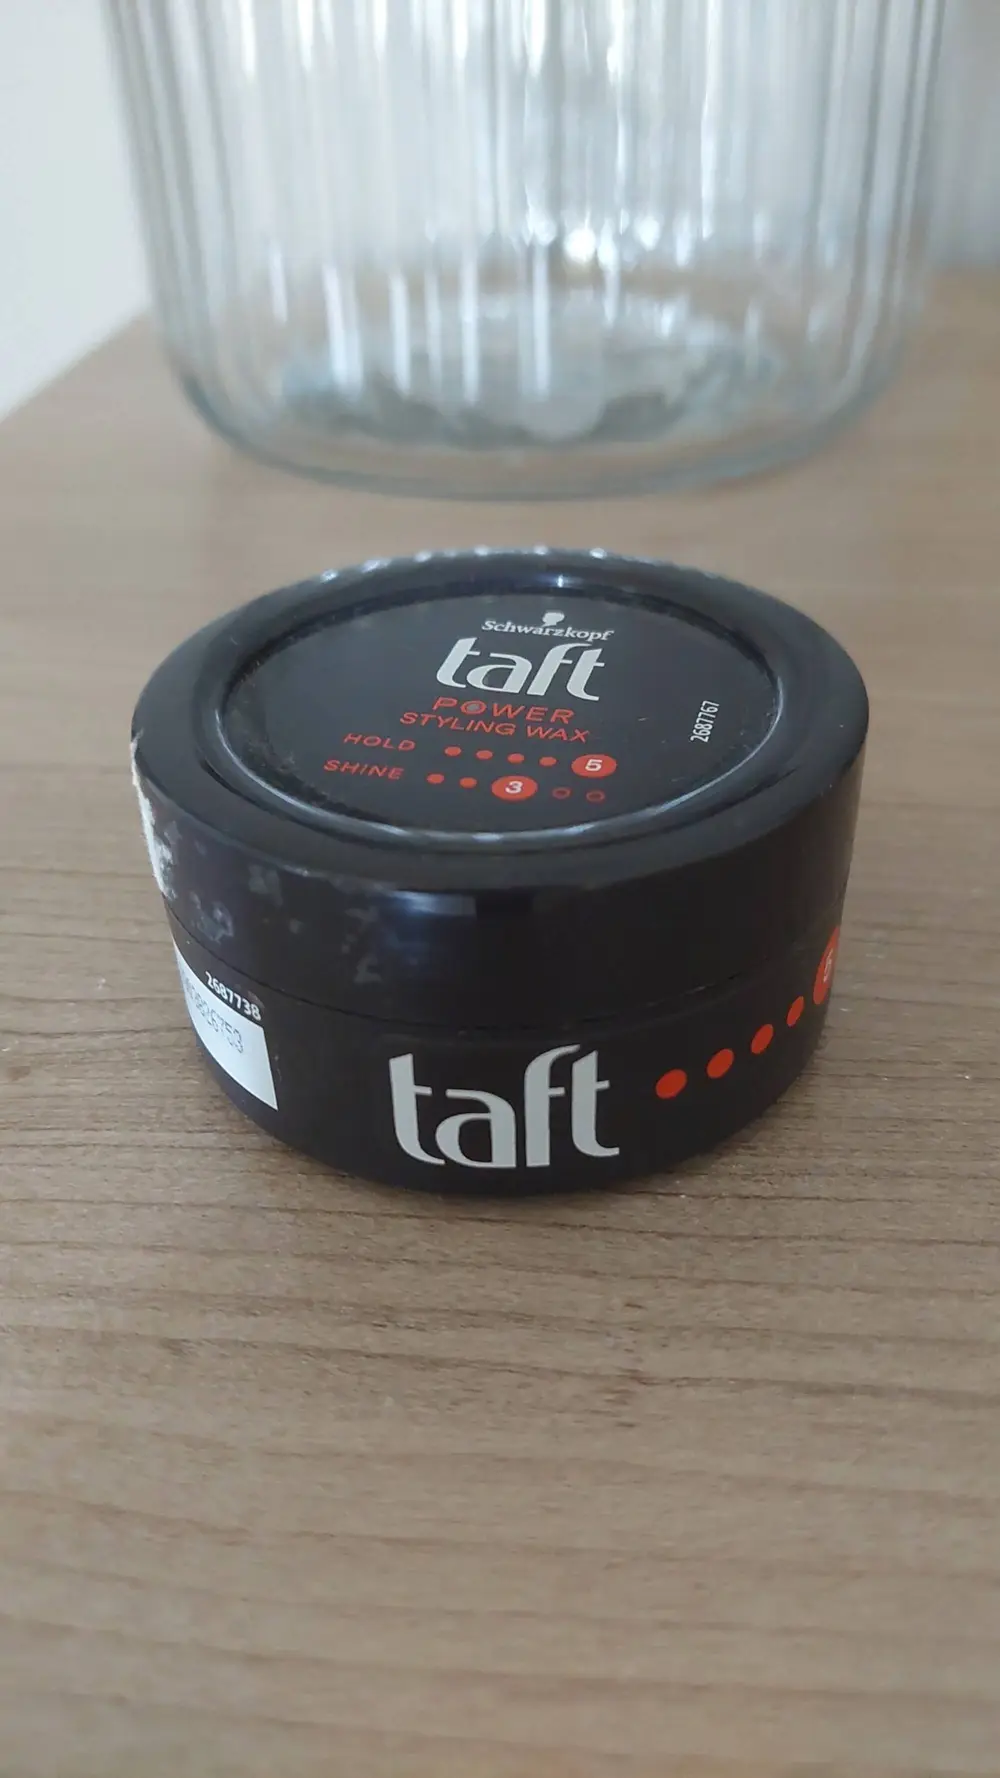 Schwarzkopf
taft
POWER
STYLING WAX
HOLD 5
SHINE 3
2687767
2687738
taft
5